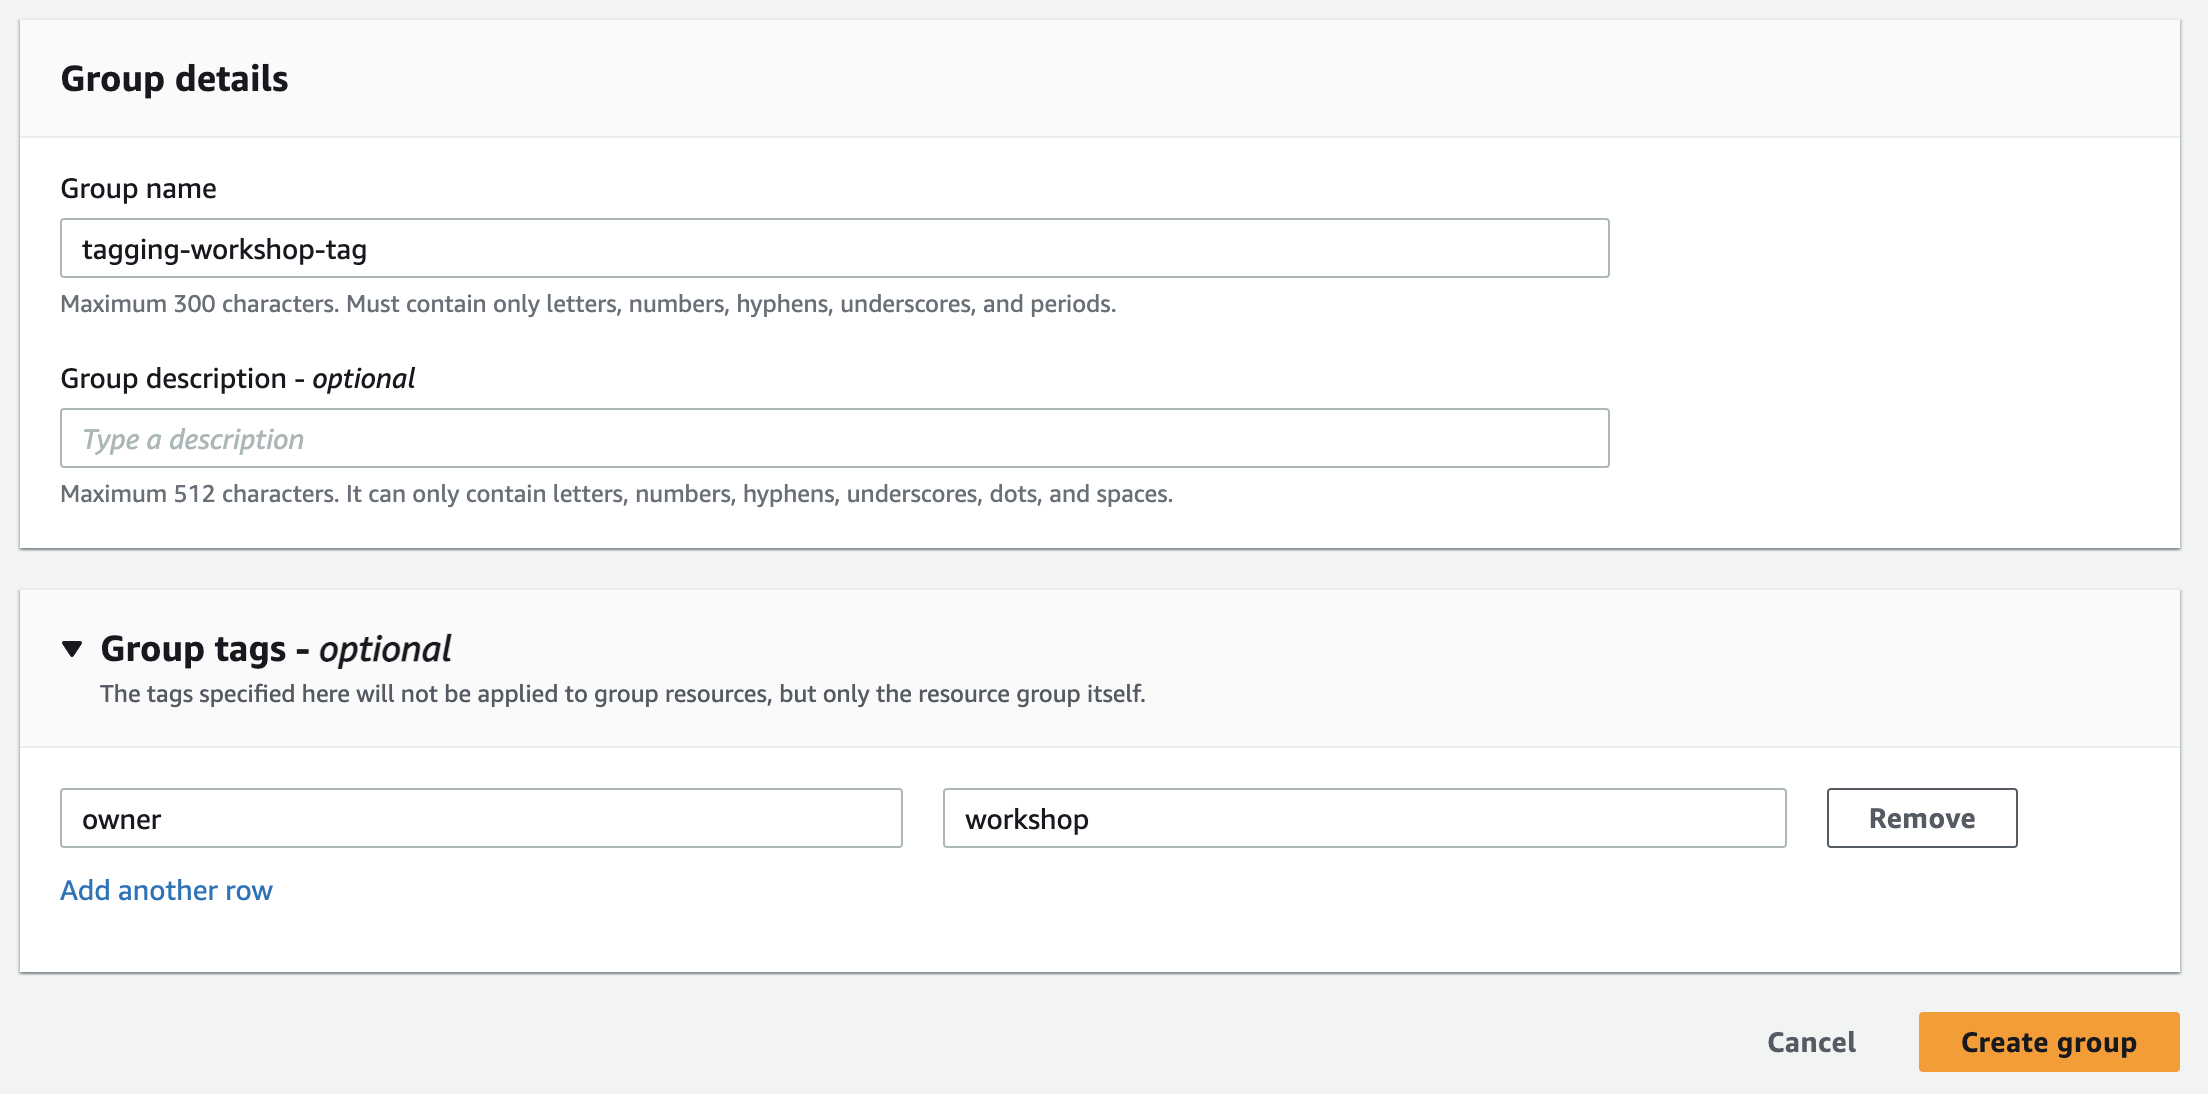 Group details
Group name
tagging-workshop-tag
Maximum 300 characters. Must contain only letters, numbers, hyphens, underscores, and periods.
Group description - optional
Type a description
Maximum 512 characters. It can only contain letters, numbers, hyphens, underscores, dots, and spaces.
Group tags - optional
The tags specified here will not be applied to group resources, but only the resource group itself.
owner workshop Remove
Add another row
Cancel Create group